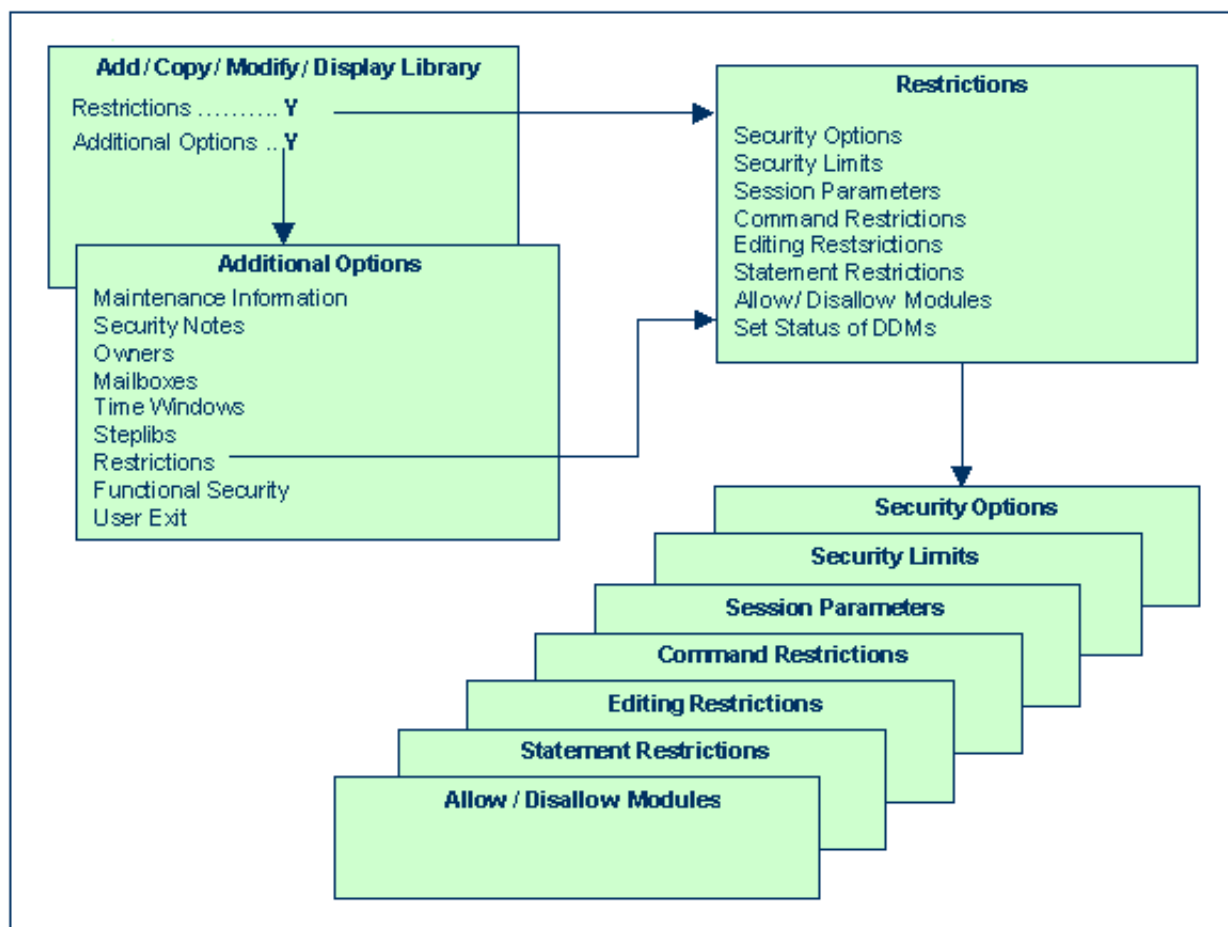 Add / Copy / Modify / Display Library
Restrictions .......... Y
Additional Options .. Y
Additional Options
Maintenance Information
Security Notes
Owners
Mailboxes
Time Windows
Steplibs
Restrictions
Functional Security
User Exit
Restrictions
Security Options
Security Limits
Session Parameters
Command Restrictions
Editing Restsrictions
Statement Restrictions
Allow/ Disallow Modules
Set Status of DDMs
Security Options
Security Limits
Session Parameters
Command Restrictions
Editing Restrictions
Statement Restrictions
Allow / Disallow Modules